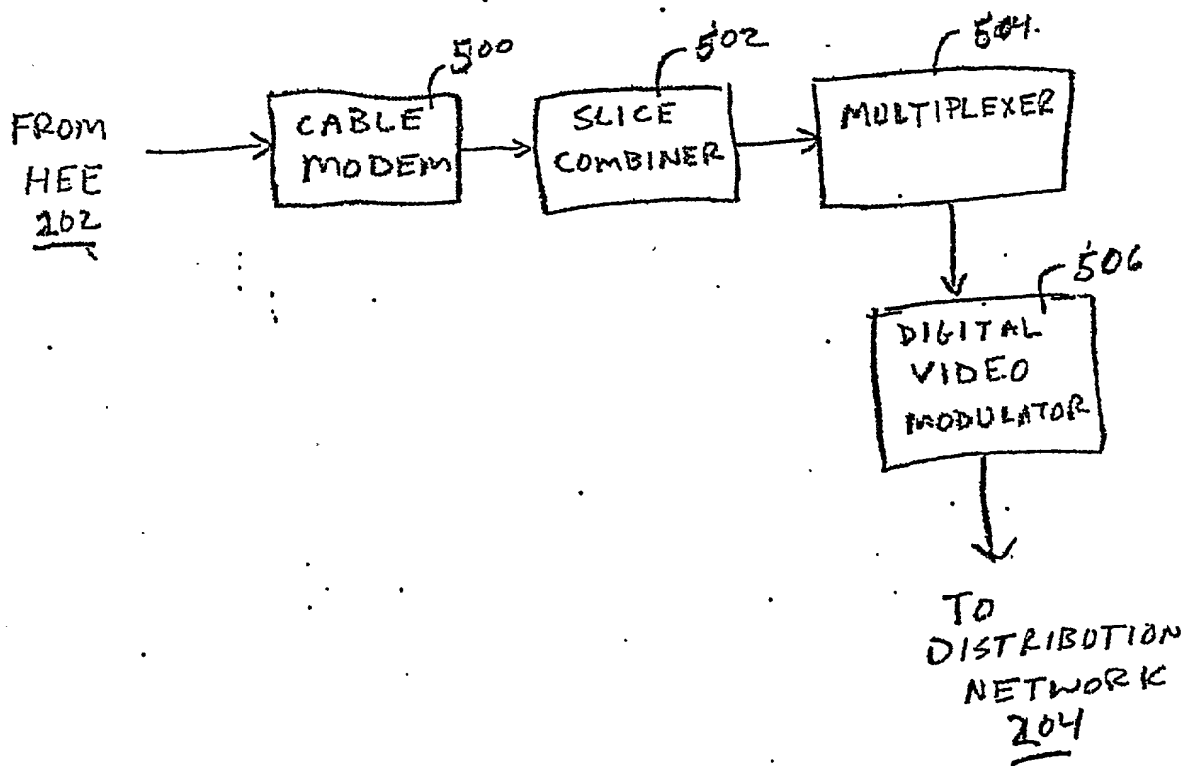 500
502
504.
FROM
HEE
202
CABLE
MODEM
SLICE
COMBINER
MULTIPLEXER
506
DIGITAL
VIDEO
MODULATOR
TO
DISTRIBUTION
NETWORK
204